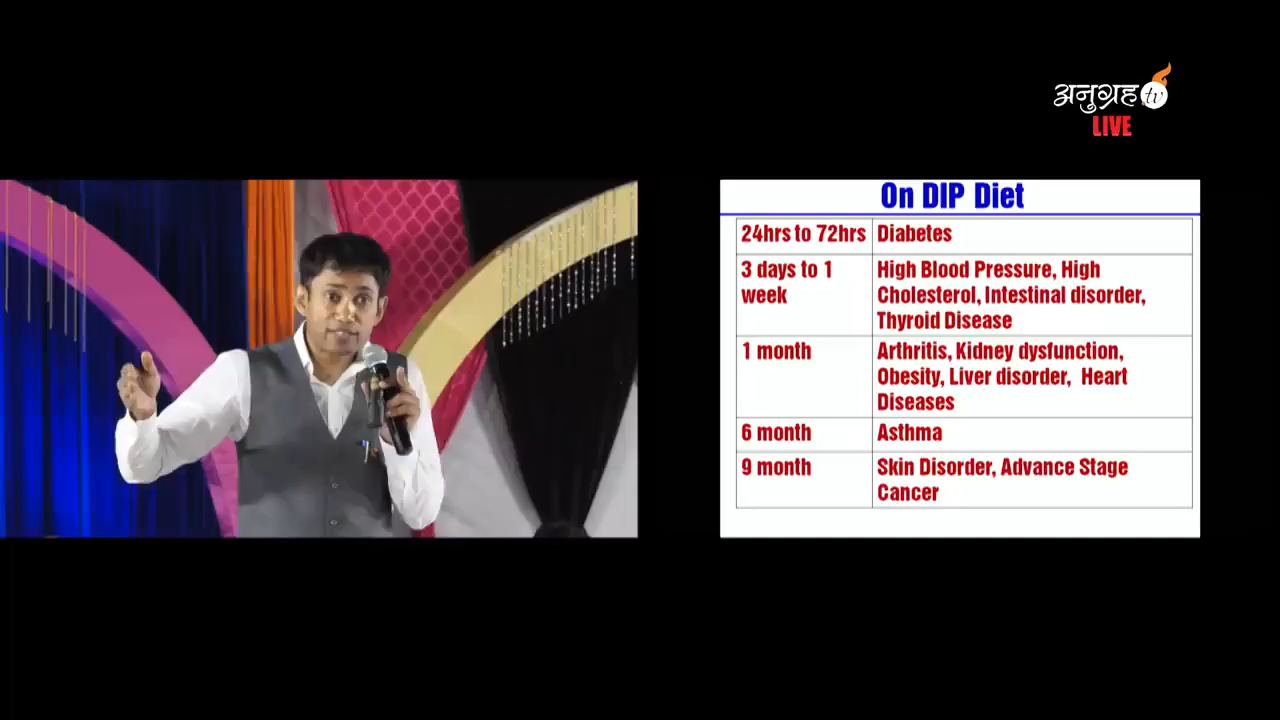 अनुग्रह tv
LIVE
On DIP Diet
24hrs to 72hrs Diabetes
3 days to 1 High Blood Pressure, High
week Cholesterol, Intestinal disorder,
Thyroid Disease
1 month Arthritis, Kidney dysfunction,
Obesity, Liver disorder, Heart
Diseases
6 month Asthma
9 month Skin Disorder, Advance Stage
Cancer